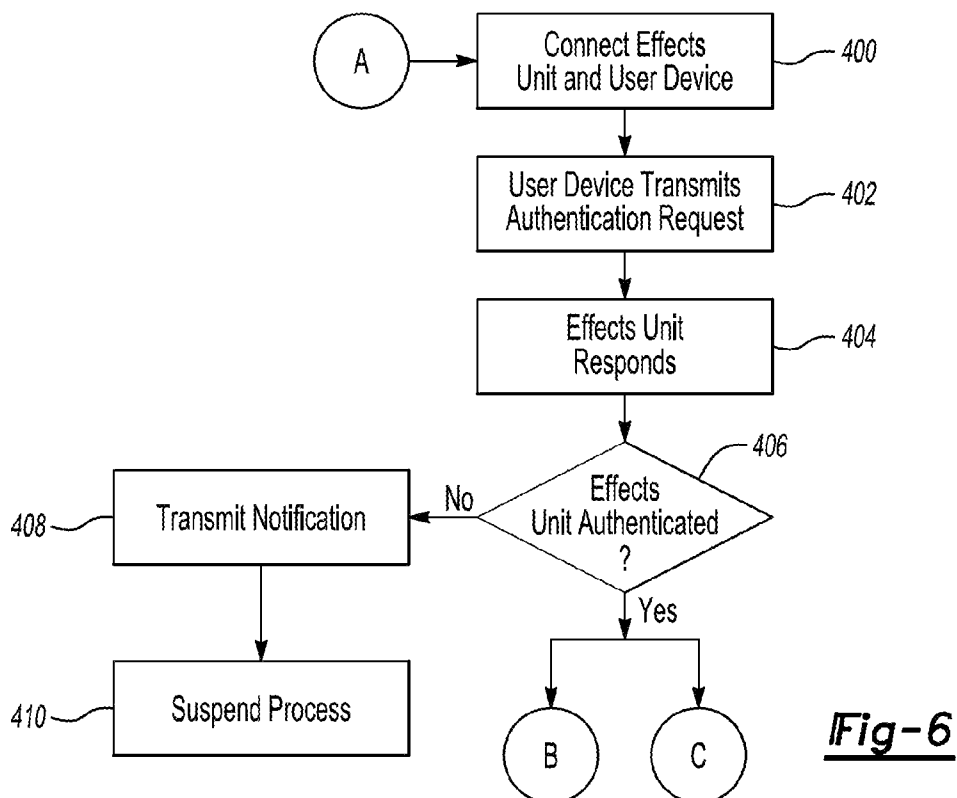 A
Connect Effects
Unit and User Device
400
User Device Transmits
Authentication Request
402
Effects Unit
Responds
404
406
Effects
Unit Authenticated
?
No
Transmit Notification
408
Yes
Suspend Process
410
B
C
Fig-6